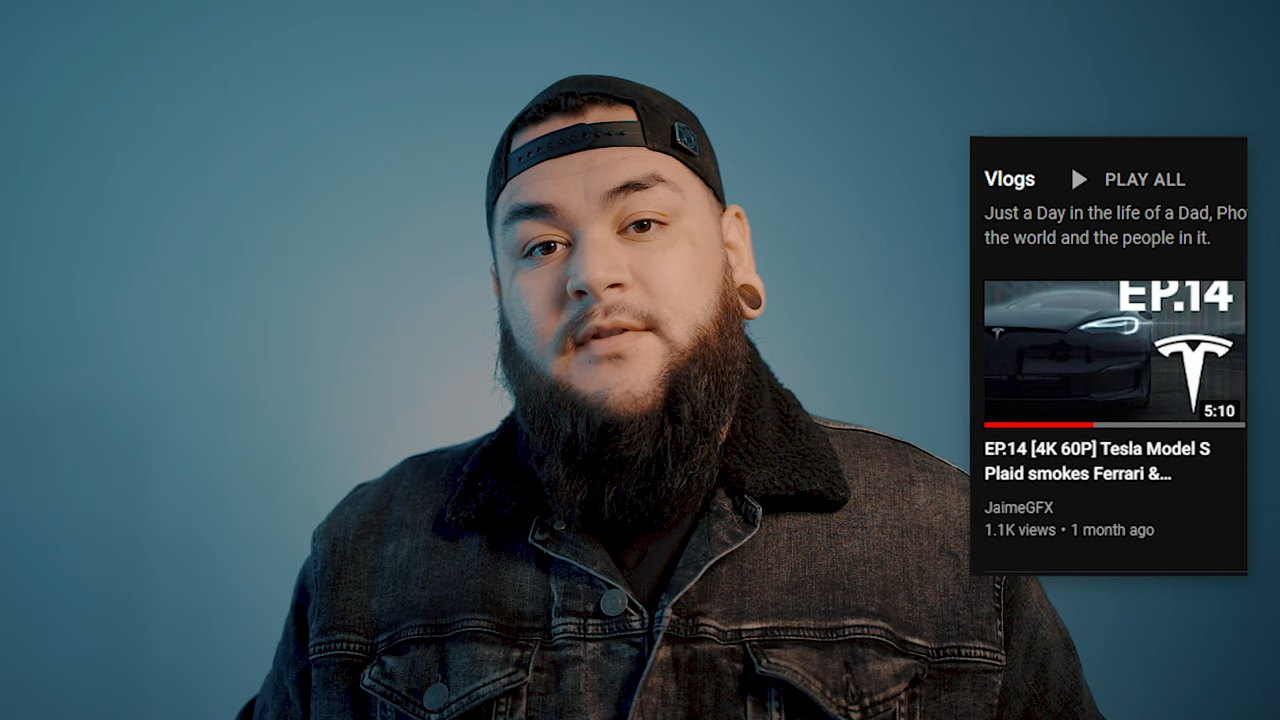 Vlogs
PLAY ALL
Just a Day in the life of a Dad, Pho
the world and the people in it.
EP.14
5:10
EP.14 [4K 60P] Tesla Model S
Plaid smokes Ferrari &...
JaimeGFX
1.1K views • 1 month ago